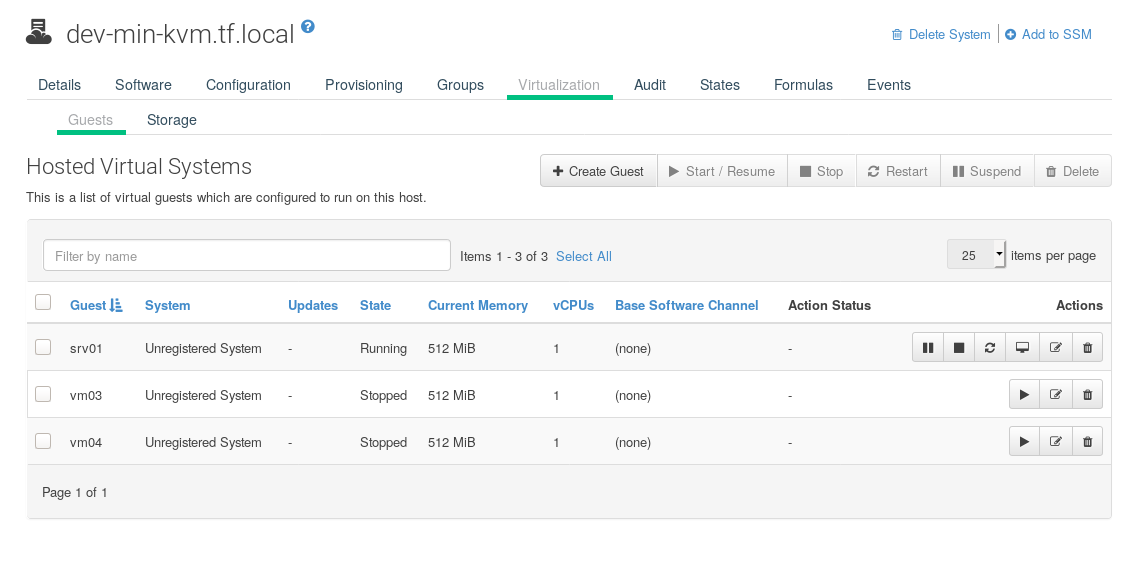 dev-min-kvm.tf.local ?
Delete System Add to SSM
Details Software Configuration Provisioning Groups Virtualization Audit States Formulas Events
Guests Storage
Hosted Virtual Systems
Create Guest Start / Resume Stop Restart Suspend Delete
This is a list of virtual guests which are configured to run on this host.
Filter by name Items 1 - 3 of 3 Select All 25 items per page
Guest System Updates State Current Memory vCPUs Base Software Channel Action Status Actions
srv01 Unregistered System - Running 512 MiB 1 (none) -
vm03 Unregistered System - Stopped 512 MiB 1 (none) -
vm04 Unregistered System - Stopped 512 MiB 1 (none) -
Page 1 of 1